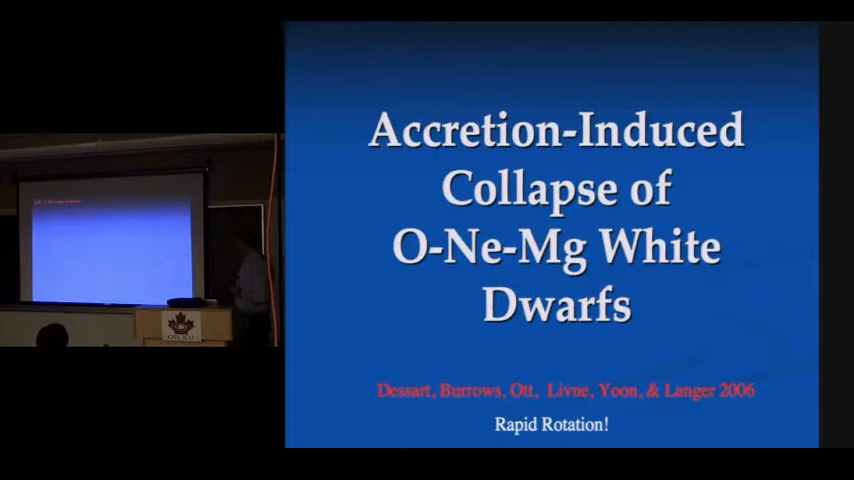 Accretion-Induced
Collapse of
O-Ne-Mg White
Dwarfs
Dessart, Burrows, Ott, Livne, Yoon, & Langer 2006
Rapid Rotation!